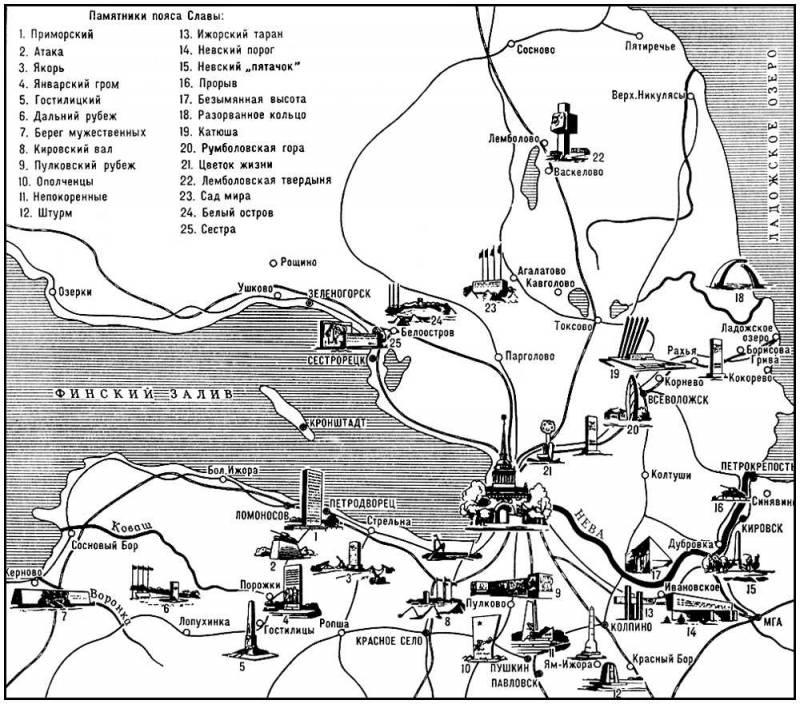 Памятники пояса Славы:
1. Приморский
2. Атака
3. Якорь
4. Январский гром
5. Гостилицкий
6. Дальний рубеж
7. Берег мужественных
8. Кировский вал
9. Пулковский рубеж
10. Ополченцы
11. Непокоренные
12. Штурм
13. Ижорский таран
14. Невский порог
15. Невский „пятачок"
16. Прорыв
17. Безымянная высота
18. Разорванное кольцо
19. Катюша
20. Румболовская гора
21. Цветок жизни
22. Лемболовская твердыня
23. Сад мира
24. Белый остров
25. Сестра
Сосново
Пятиречье
Верх.Никулясы
ЛАДОЖСКОЕ ОЗЕРО
Лемболово
22
Васкелово
Рощино
Озерки
Ушково
ЗЕЛЕНОГОРСК
Агалатово
Кавголово
23
18
24
25
Белоостров
Токсово
Ладожское
озеро
СЕСТРОРЕЦК
Парголово
19
Рахья
Борисова
Грива
Кокорево
Корнево
ВСЕВОЛОЖСК
ФИНСКИЙ ЗАЛИВ
КРОНШТАДТ
20
21
Бол.Ижора
Колтуши
ПЕТРОКРЕПОСТЬ
16
Синявино
ПЕТРОДВОРЕЦ
ЛОМОНОСОВ
1
Стрельна
НЕВА
КИРОВСК
Коваш
Сосновый Бор
2
3
Дубровка
17
15
Керново
7
Воронка
6
Порожки
4
8
Пулково
9
Ивановское
13
14
МГА
Лопухинка
Гостилицы
5
Ропша
КРАСНОЕ СЕЛО
10
11
КОЛПИНО
ПУШКИН
ПАВЛОВСК
Ям-Ижора
Красный Бор
12